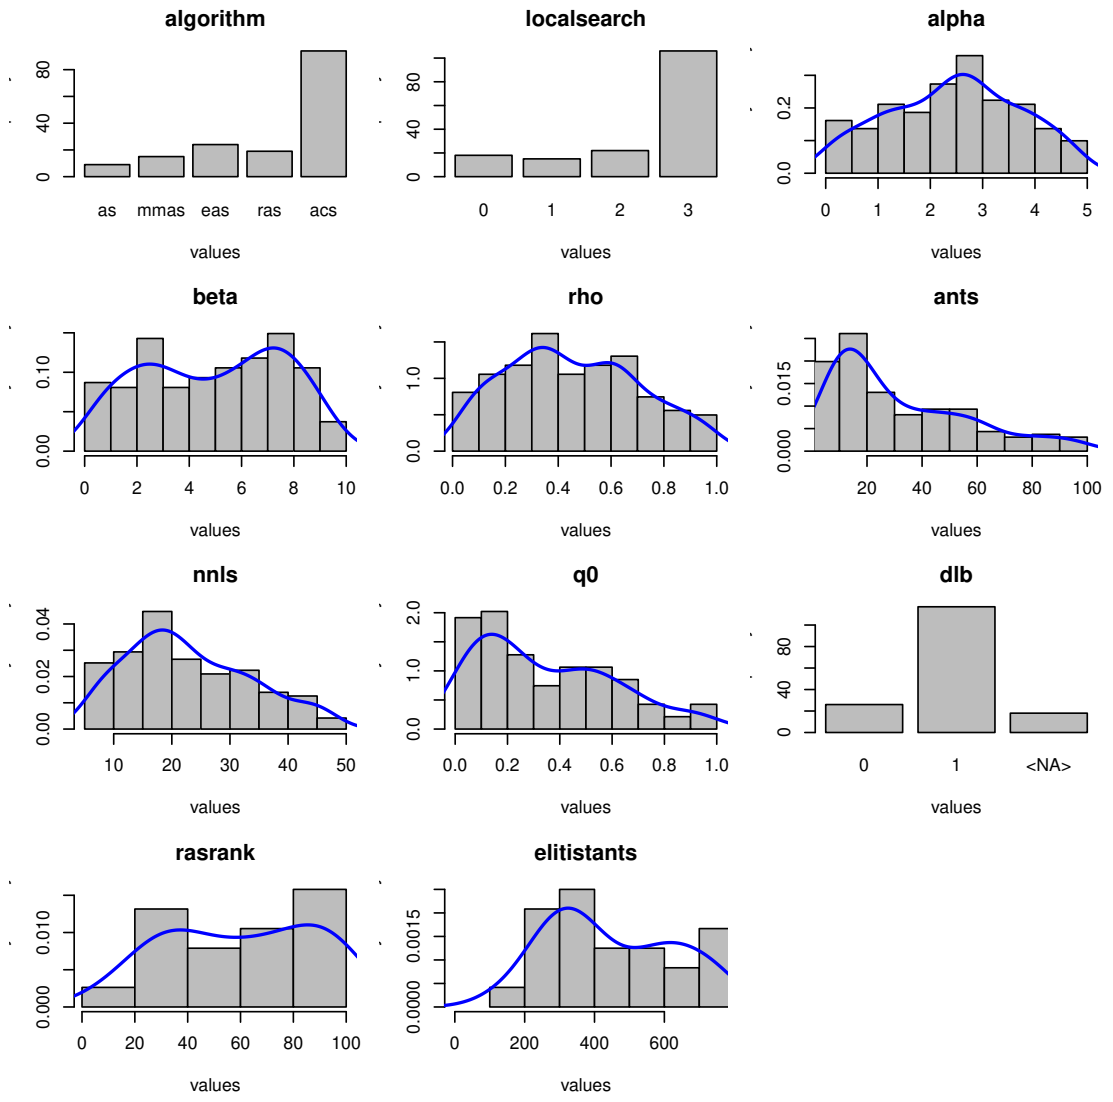 algorithm
0 40 80
as mmas eas ras acs
values
localsearch
0 40 80
0 1 2 3
values
alpha
0.0 0.2
0 1 2 3 4 5
values
beta
0.00 0.10
0 2 4 6 8 10
values
rho
0.0 1.0
0.0 0.2 0.4 0.6 0.8 1.0
values
ants
0.000 0.015
20 40 60 80 100
values
nnls
0.00 0.02 0.04
10 20 30 40 50
values
q0
0.0 1.0 2.0
0.0 0.2 0.4 0.6 0.8 1.0
values
dlb
0 40 80
0 1 <NA>
values
rasrank
0.000 0.010
0 20 40 60 80 100
values
elitistants
0.0000 0.0015
0 200 400 600
values